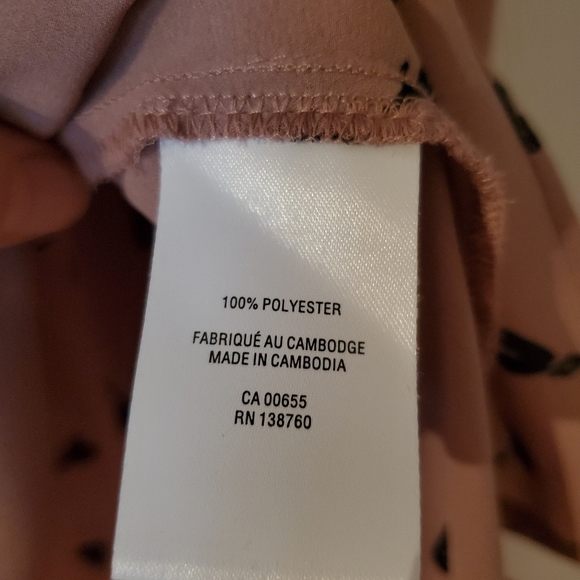 100% POLYESTER
FABRIQUÉ AU CAMBODGE
MADE IN CAMBODIA
CA 00655
RN 138760